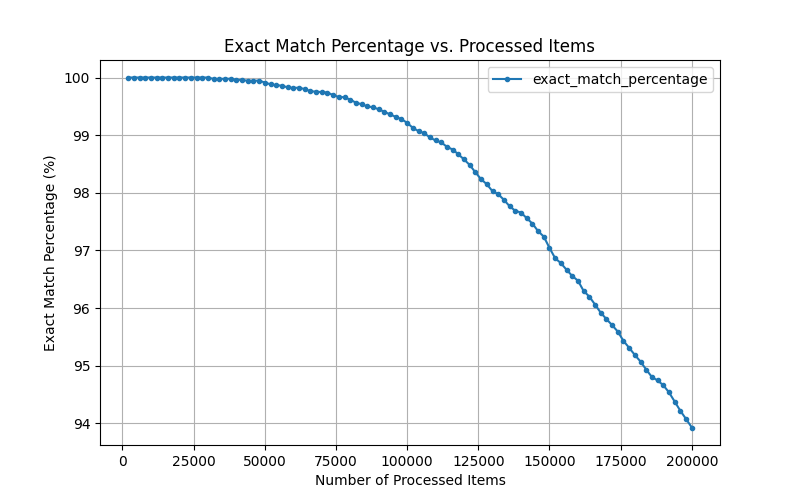 Exact Match Percentage vs. Processed Items
exact_match_percentage
Exact Match Percentage (%)
100
99
98
97
96
95
94
0 25000 50000 75000 100000 125000 150000 175000 200000
Number of Processed Items